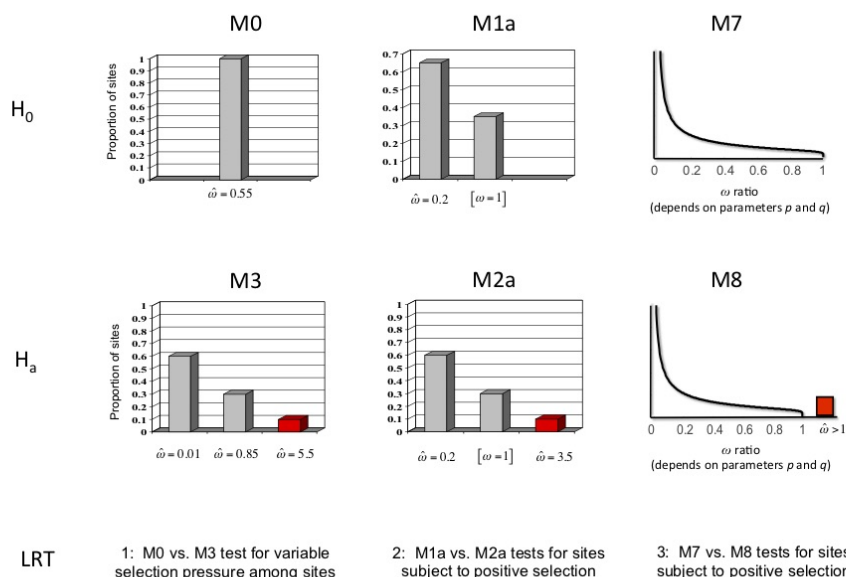 M0
M1a
M7
H0
Proportion of sites
1
0.9
0.8
0.7
0.6
0.5
0.4
0.3
0.2
0.1
0
ω̂ = 0.55
0.7
0.6
0.5
0.4
0.3
0.2
0.1
0
ω̂ = 0.2 [ω = 1]
0 0.2 0.4 0.6 0.8 1
ω ratio
(depends on parameters p and q)
M3
M2a
M8
Ha
Proportion of sites
1
0.9
0.8
0.7
0.6
0.5
0.4
0.3
0.2
0.1
0
ω̂ = 0.01 ω̂ = 0.85 ω̂ = 5.5
1
0.9
0.8
0.7
0.6
0.5
0.4
0.3
0.2
0.1
0
ω̂ = 0.2 [ω = 1] ω̂ = 3.5
0 0.2 0.4 0.6 0.8 1 ω̂ > 1
ω ratio
(depends on parameters p and q)
LRT
1: M0 vs. M3 test for variable
selection pressure among sites
2: M1a vs. M2a tests for sites
subject to positive selection
3: M7 vs. M8 tests for sites
subject to positive selection